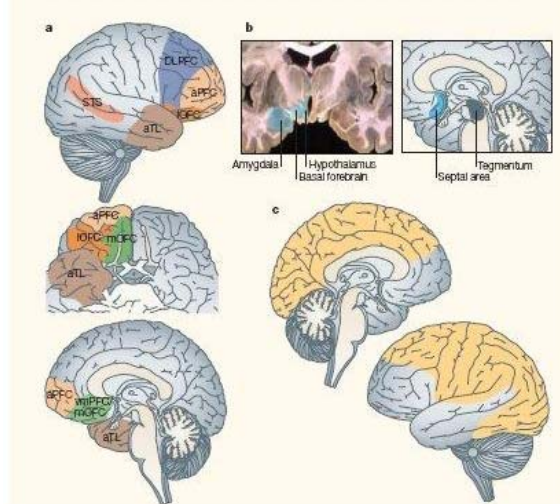 a
DLPFC
aPFC
lOFC
STS
aTL
aPFC
lOFC mOFC
aTL
aPFC
vmPFC/
mOFC
aTL
b
Amygdala
Hypothalamus
Basal forebrain
Tegmentum
Septal area
c